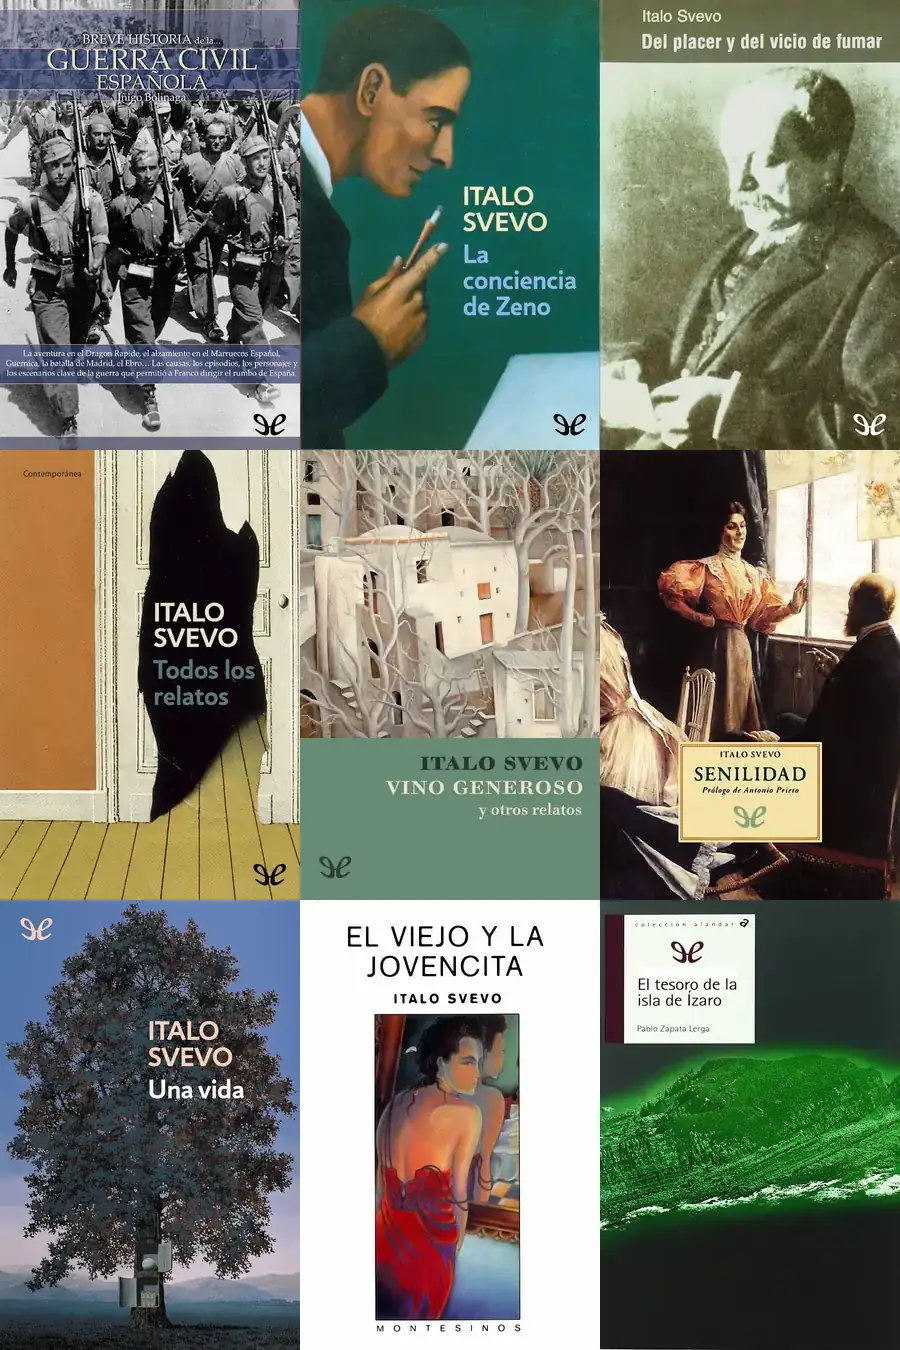 BREVE HISTORIA de la...
GUERRA CIVIL
ESPAÑOLA
Íñigo Bolinaga
La aventura en el Dragon Rapide, el alzamiento en el Marruecos Español,
Guernica, la batalla de Madrid, el Ebro... Las causas, los episodios, los personajes y
los escenarios clave de la guerra que permitió a Franco dirigir el rumbo de España.
ITALO
SVEVO
La
conciencia
de Zeno
Italo Svevo
Del placer y del vicio de fumar
Contemporánea
ITALO
SVEVO
Todos los
relatos
ITALO SVEVO
VINO GENEROSO
y otros relatos
ITALO SVEVO
SENILIDAD
Prólogo de Antonio Prieto
ITALO
SVEVO
Una vida
EL VIEJO Y LA
JOVENCITA
ITALO SVEVO
MONTESINOS
colección alandar a
El tesoro de la
isla de Ízaro
Pablo Zapata Lerga